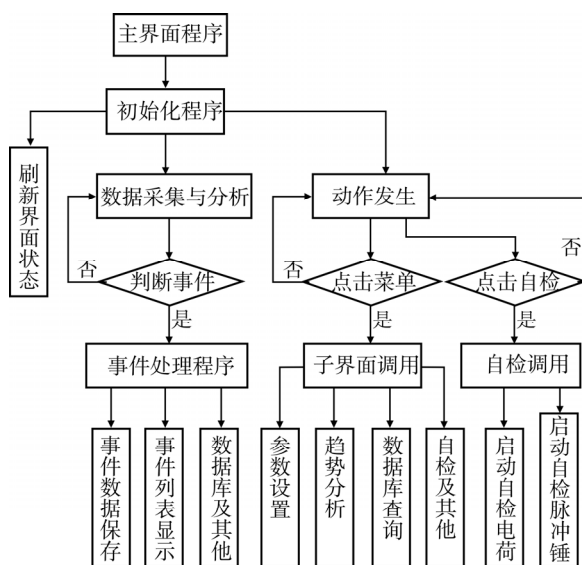 主界面程序
初始化程序
刷新界面状态
数据采集与分析
动作发生
否
判断事件
是
否
点击菜单
是
否
点击自检
是
事件处理程序
子界面调用
自检调用
事件数据保存
事件列表显示
数据库及其他
参数设置
趋势分析
数据库查询
自检及其他
启动自检电荷
启动自检脉冲锤